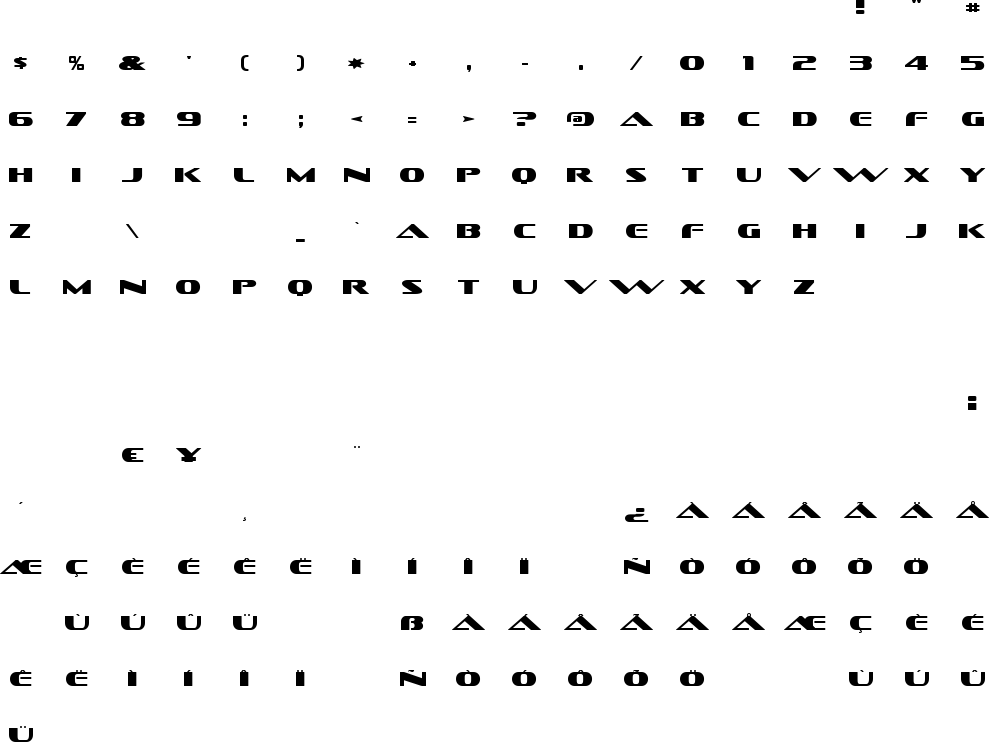 ! " #
$ % & ' ( ) * + , - . / 0 1 2 3 4 5
6 7 8 9 : ; < = > ? @ A B C D E F G
H I J K L M N O P Q R S T U V W X Y
Z \ _ ` A B C D E F G H I J K
L M N O P Q R S T U V W X Y Z
¡
€ ¥ ¨
´ ¸ ¿ À Á Â Ã Ä Å
Æ Ç È É Ê Ë Ì Í Î Ï Ñ Ò Ó Ô Õ Ö
Ù Ú Û Ü ß À Á Â Ã Ä Å Æ Ç È É
Ê Ë Ì Í Î Ï Ñ Ò Ó Ô Õ Ö Ù Ú Û
Ü